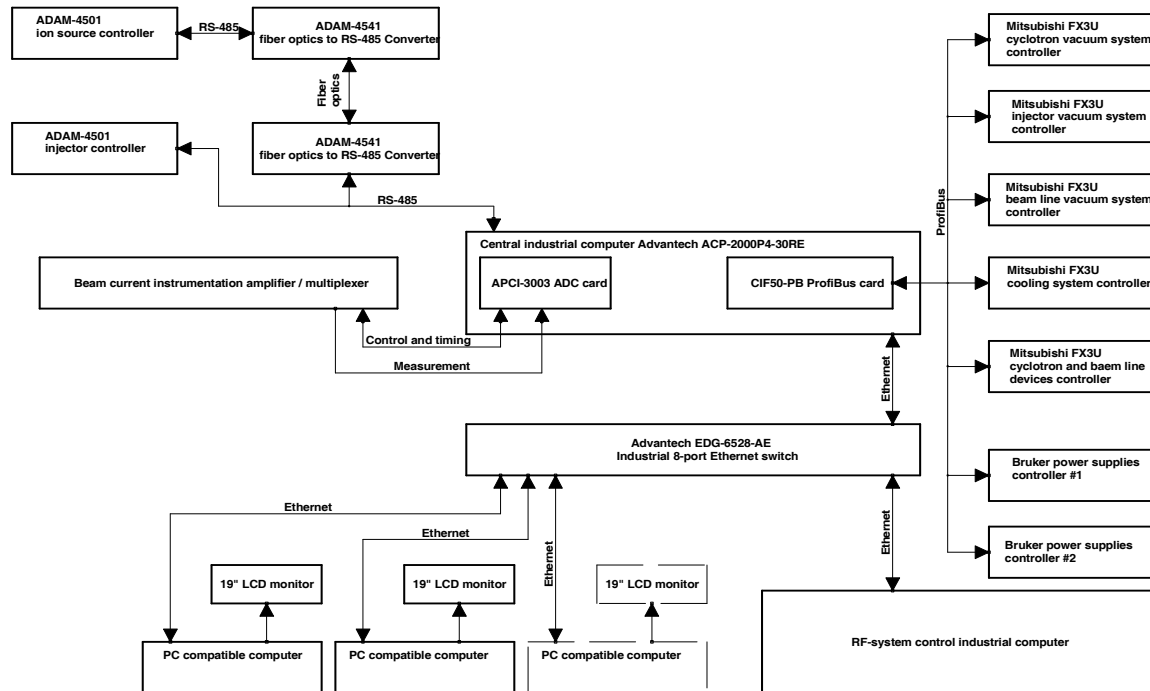 ADAM-4501
ion source controller
RS-485
ADAM-4541
fiber optics to RS-485 Converter
Fiber
optics
ADAM-4501
injector controller
ADAM-4541
fiber optics to RS-485 Converter
RS-485
Central industrial computer Advantech ACP-2000P4-30RE
APCI-3003 ADC card
CIF50-PB ProfiBus card
Beam current instrumentation amplifier / multiplexer
Control and timing
Measurement
Ethernet
ProfiBus
Mitsubishi FX3U
cyclotron vacuum system
controller
Mitsubishi FX3U
injector vacuum system
controller
Mitsubishi FX3U
beam line vacuum system
controller
Mitsubishi FX3U
cooling system controller
Mitsubishi FX3U
cyclotron and baem line
devices controller
Bruker power supplies
controller #1
Bruker power supplies
controller #2
Advantech EDG-6528-AE
Industrial 8-port Ethernet switch
Ethernet
Ethernet
Ethernet
Ethernet
19" LCD monitor
19" LCD monitor
19" LCD monitor
PC compatible computer
PC compatible computer
PC compatible computer
RF-system control industrial computer